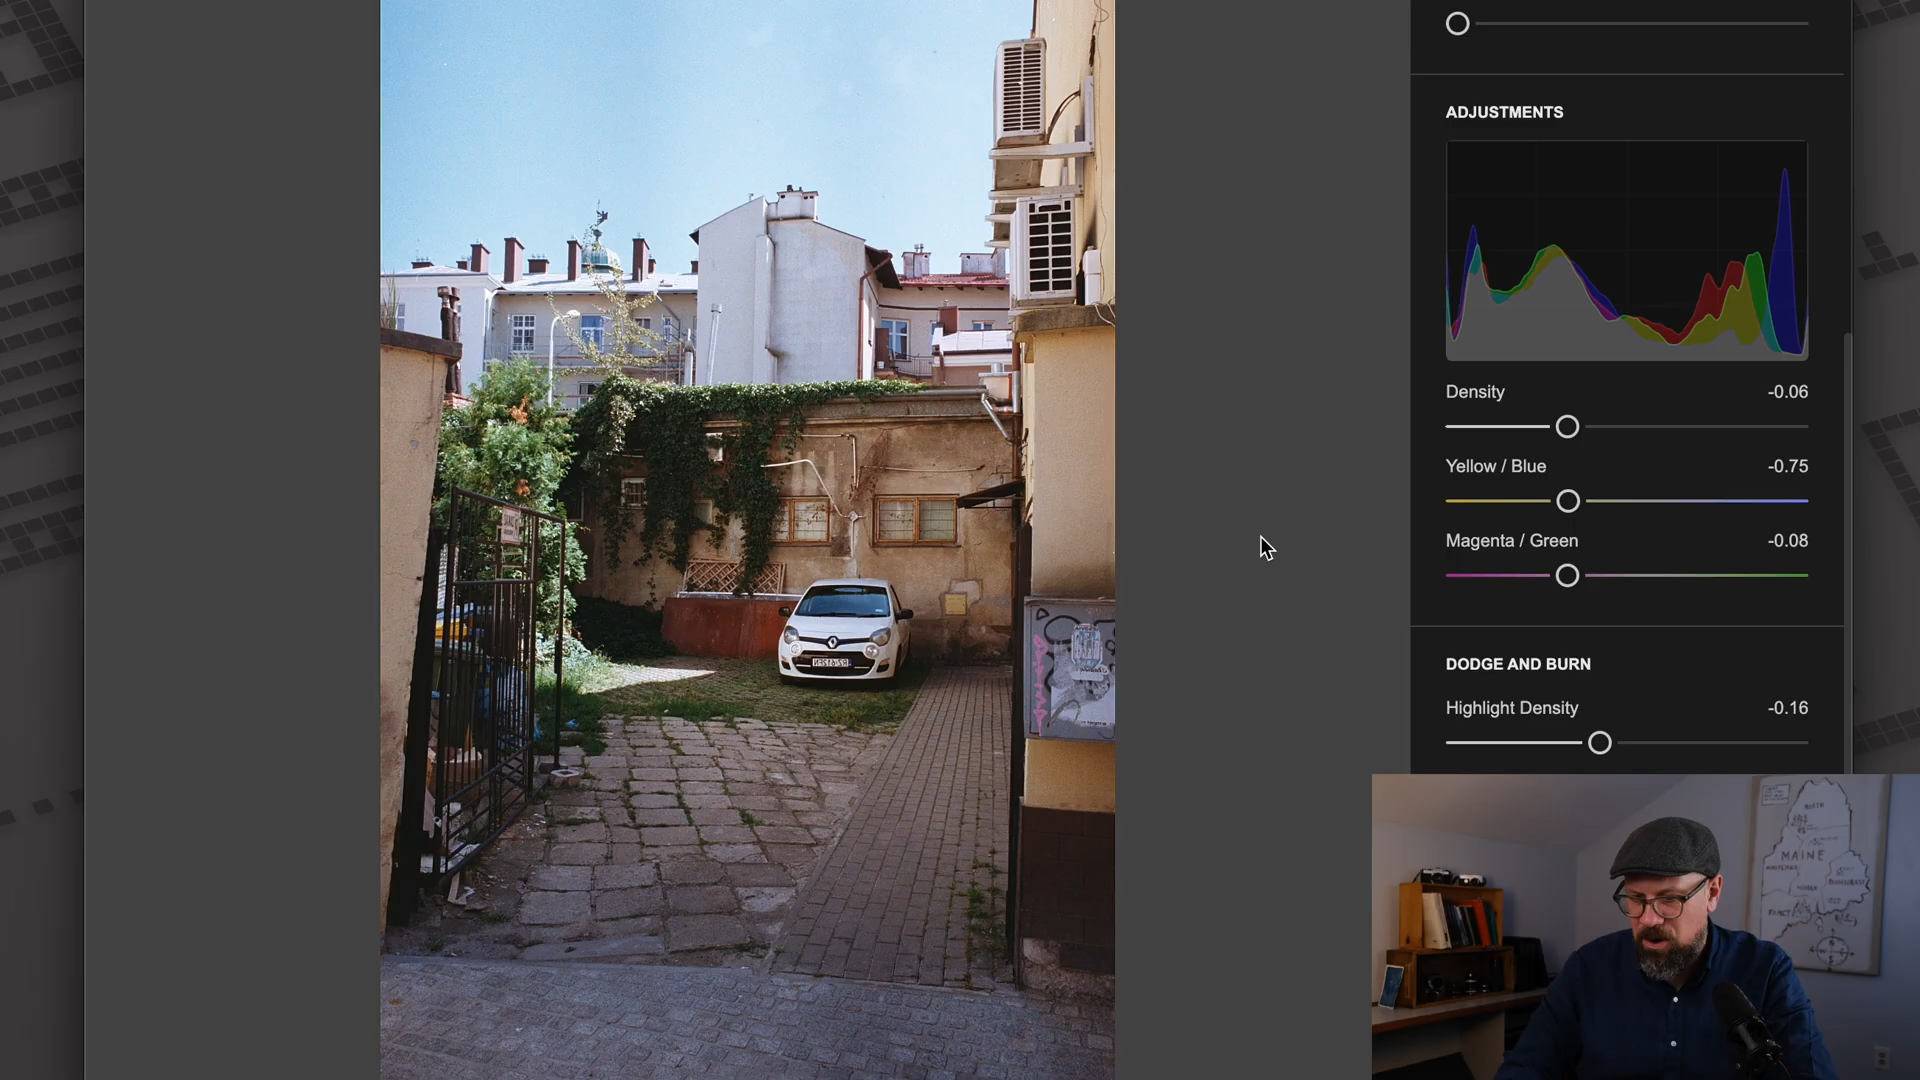 ADJUSTMENTS
Density -0.06
Yellow / Blue -0.75
Magenta / Green -0.08
DODGE AND BURN
Highlight Density -0.16
NORTH
MAINE